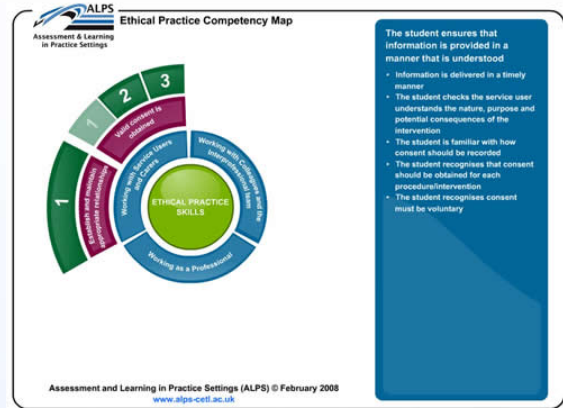 ALPS
Assessment & Learning
in Practice Settings
Ethical Practice Competency Map
1
1
2
3
Establish and maintain
appropriate relationships
Valid consent is
obtained
Working with Service Users
and Carers
Working with Colleagues and the
Interprofessional team
Working as a Professional
ETHICAL PRACTICE
SKILLS
The student ensures that
information is provided in a
manner that is understood
• Information is delivered in a timely
manner
• The student checks the service user
understands the nature, purpose and
potential consequences of the
intervention
• The student is familiar with how
consent should be recorded
• The student recognises that consent
should be obtained for each
procedure/intervention
• The student recognises consent
must be voluntary
Assessment and Learning in Practice Settings (ALPS) © February 2008
www.alps-cetl.ac.uk